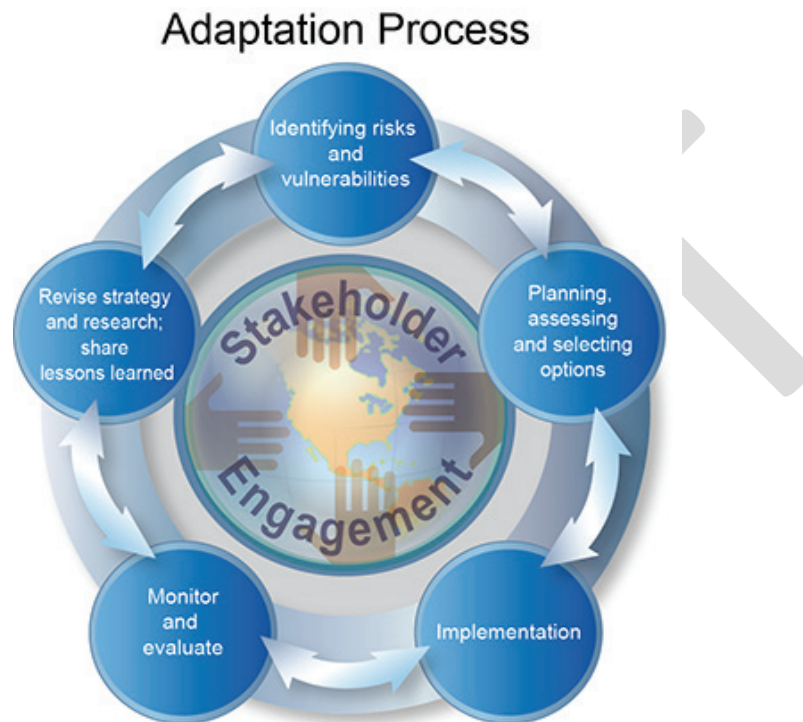 Adaptation Process
Identifying risks
and
vulnerabilities
Planning,
assessing
and selecting
options
Implementation
Monitor
and
evaluate
Revise strategy
and research;
share
lessons learned
Stakeholder
Engagement